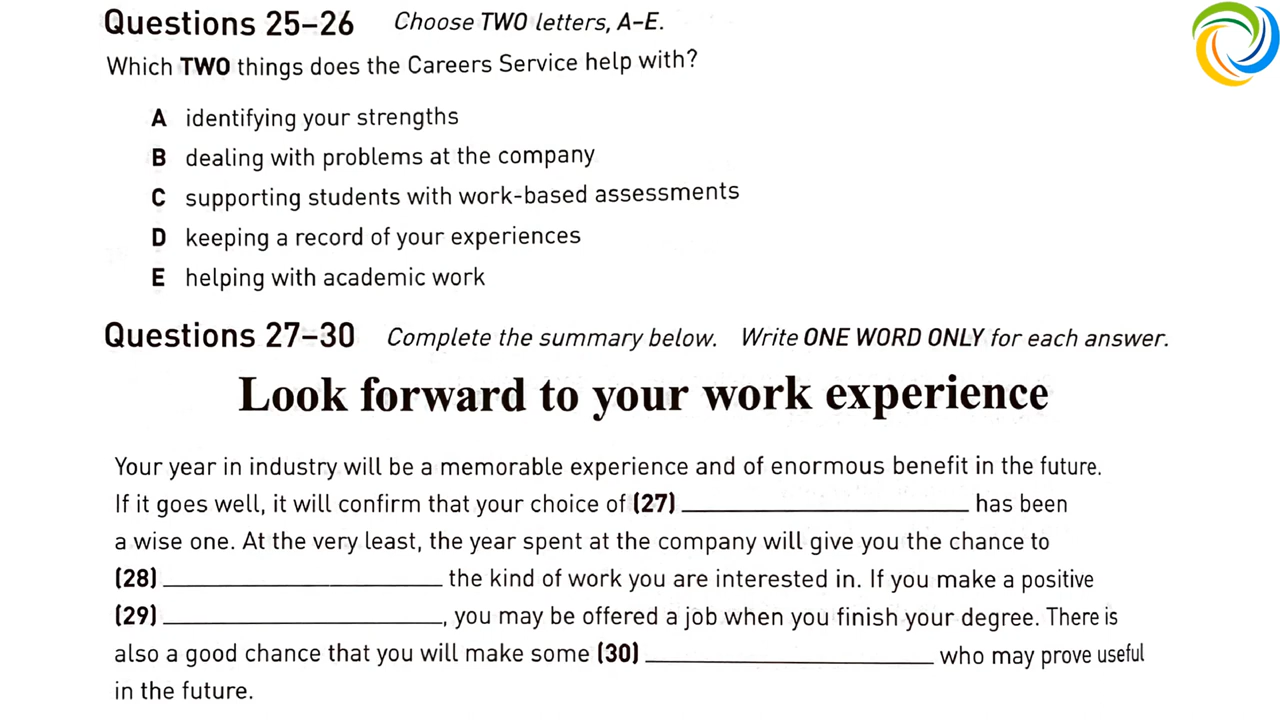 Questions 25–26 Choose TWO letters, A–E.
Which TWO things does the Careers Service help with?
A identifying your strengths
B dealing with problems at the company
C supporting students with work-based assessments
D keeping a record of your experiences
E helping with academic work
Questions 27–30 Complete the summary below. Write ONE WORD ONLY for each answer.
Look forward to your work experience
Your year in industry will be a memorable experience and of enormous benefit in the future.
If it goes well, it will confirm that your choice of (27) ____________________ has been
a wise one. At the very least, the year spent at the company will give you the chance to
(28) ____________________ the kind of work you are interested in. If you make a positive
(29) ____________________, you may be offered a job when you finish your degree. There is
also a good chance that you will make some (30) ____________________ who may prove useful
in the future.